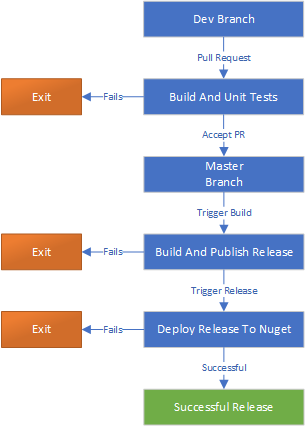 Dev Branch
Pull Request
Exit
Fails
Build And Unit Tests
Accept PR
Master
Branch
Trigger Build
Exit
Fails
Build And Publish Release
Trigger Release
Exit
Fails
Deploy Release To Nuget
Successful
Successful Release